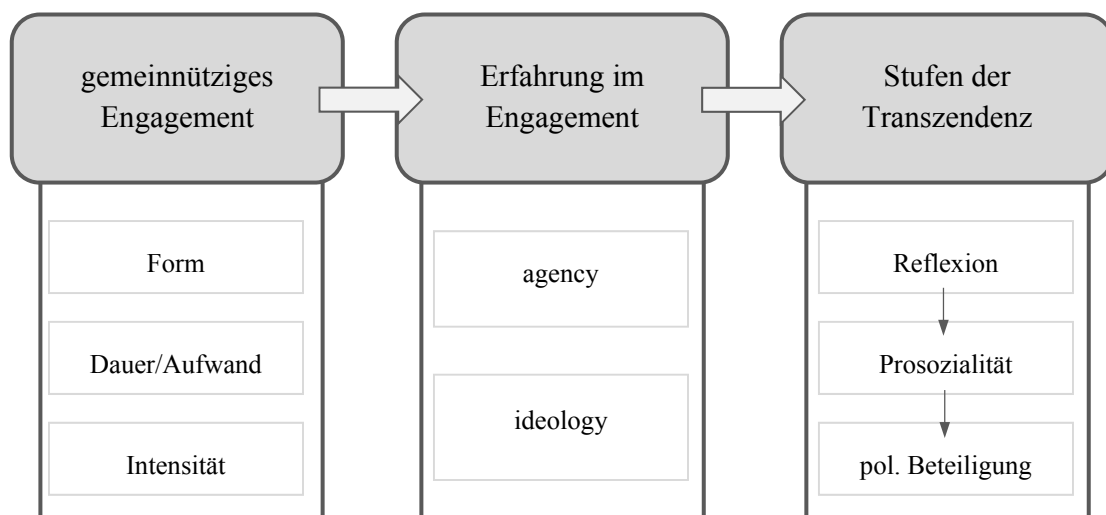 gemeinnütziges
Engagement
Erfahrung im
Engagement
Stufen der
Transzendenz
Form
Dauer/Aufwand
Intensität
agency
ideology
Reflexion
Prosozialität
pol. Beteiligung